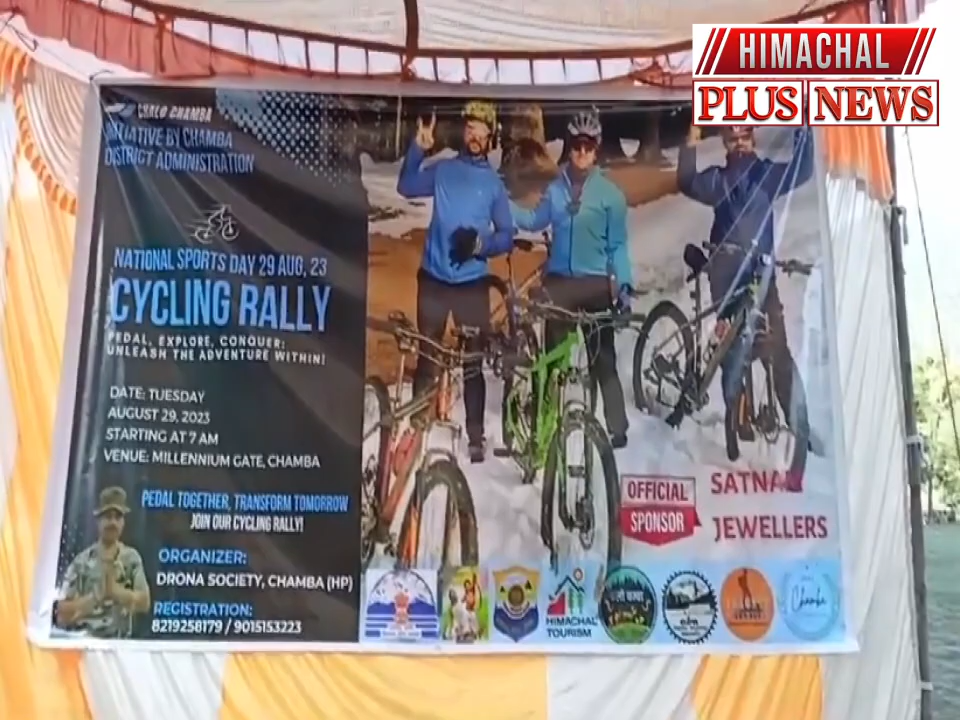 HIMACHAL
PLUS NEWS
CHALO CHAMBA
INITIATIVE BY CHAMBA
DISTRICT ADMINISTRATION
NATIONAL SPORTS DAY 29 AUG, 23
CYCLING RALLY
PEDAL, EXPLORE, CONQUER:
UNLEASH THE ADVENTURE WITHIN!
DATE: TUESDAY
AUGUST 29, 2023
STARTING AT 7 AM
VENUE: MILLENNIUM GATE, CHAMBA
PEDAL TOGETHER, TRANSFORM TOMORROW
JOIN OUR CYCLING RALLY!
ORGANIZER:
DRONA SOCIETY, CHAMBA (HP)
REGISTRATION:
8219258179 / 9015153223
OFFICIAL
SPONSOR
SATNAM
JEWELLERS
HIMACHAL
TOURISM
Chamba